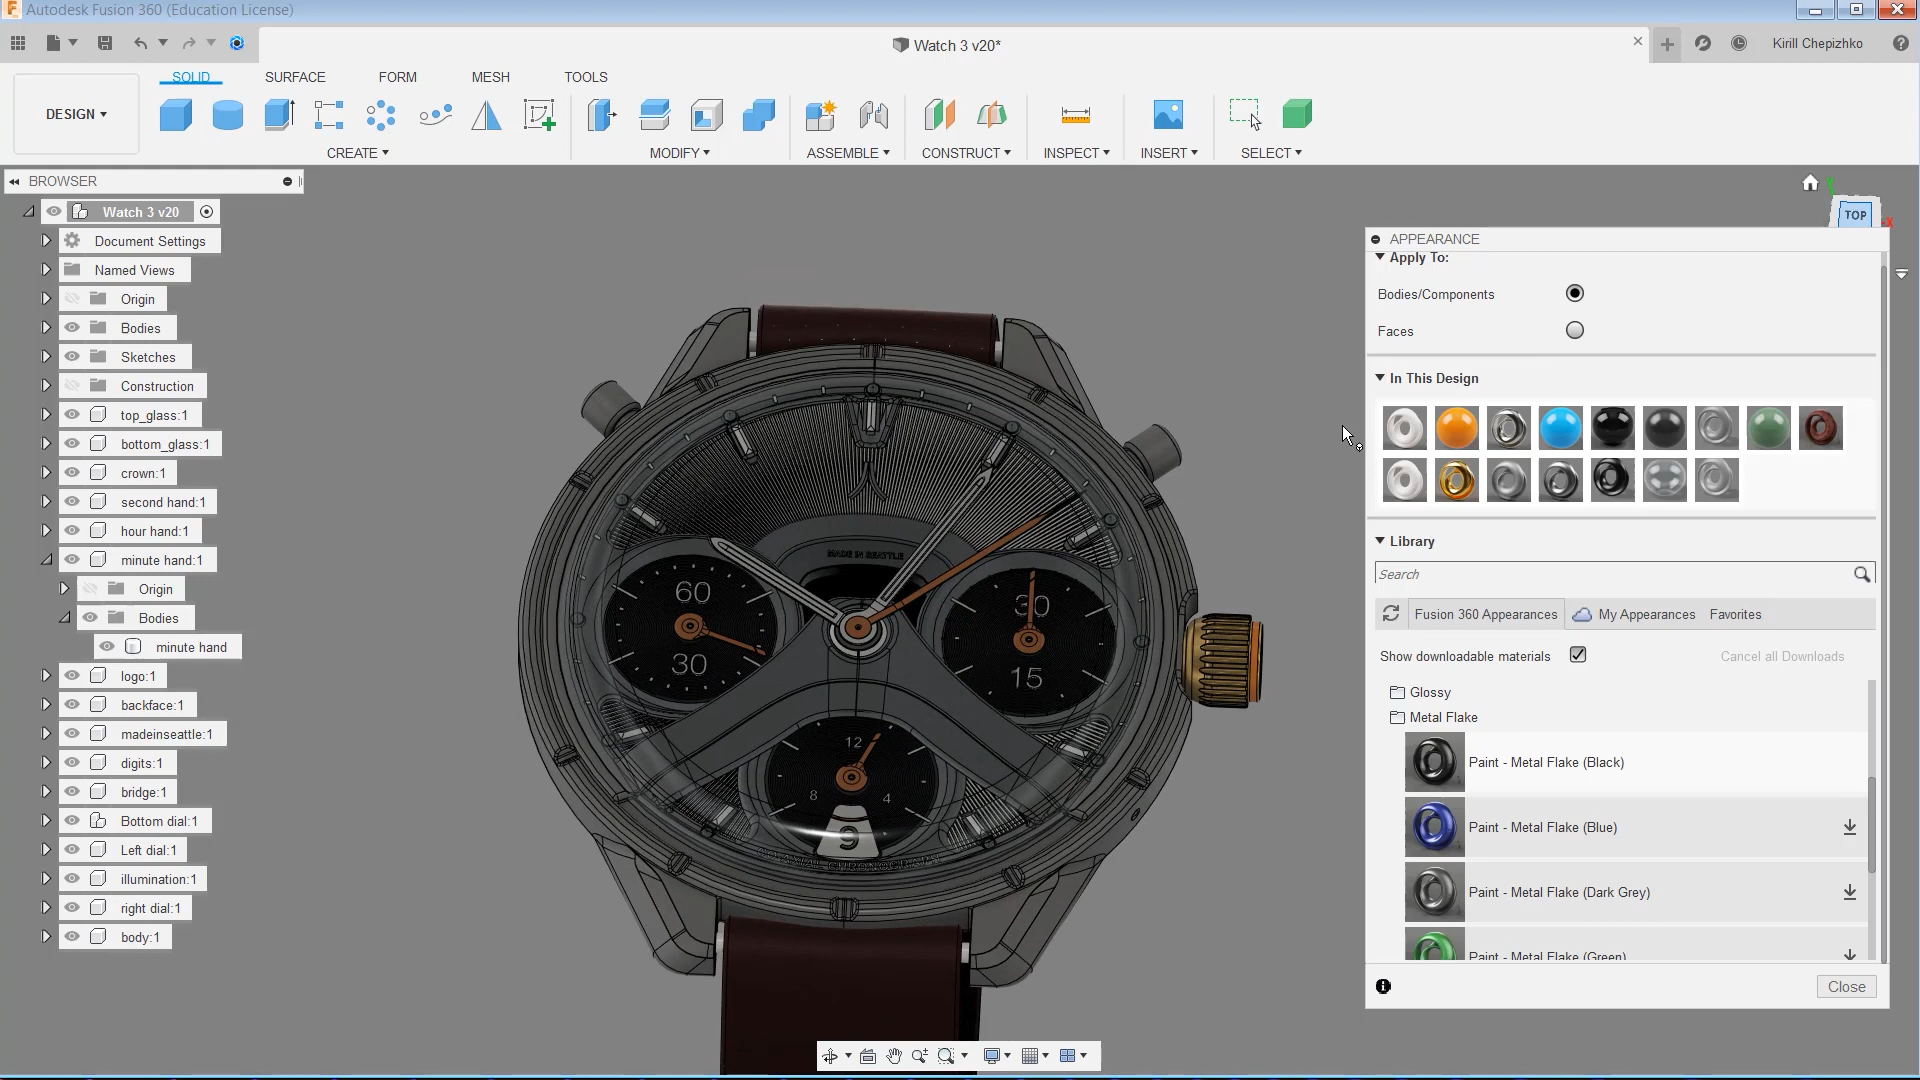 Autodesk Fusion 360 (Education License)
Watch 3 v20*
Kirill Chepizhko
DESIGN
SOLID
SURFACE
FORM
MESH
TOOLS
CREATE
MODIFY
ASSEMBLE
CONSTRUCT
INSPECT
INSERT
SELECT
BROWSER
Watch 3 v20
Document Settings
Named Views
Origin
Bodies
Sketches
Construction
top_glass:1
bottom_glass:1
crown:1
second hand:1
hour hand:1
minute hand:1
Origin
Bodies
minute hand
logo:1
backface:1
madeinseattle:1
digits:1
bridge:1
Bottom dial:1
Left dial:1
illumination:1
right dial:1
body:1
MADE IN SEATTLE
60
30
30
15
12
8
4
9
TOP
X
APPEARANCE
Apply To:
Bodies/Components
Faces
In This Design
Library
Search
Fusion 360 Appearances
My Appearances
Favorites
Show downloadable materials
Cancel all Downloads
Glossy
Metal Flake
Paint - Metal Flake (Black)
Paint - Metal Flake (Blue)
Paint - Metal Flake (Dark Grey)
Paint - Metal Flake (Green)
Close